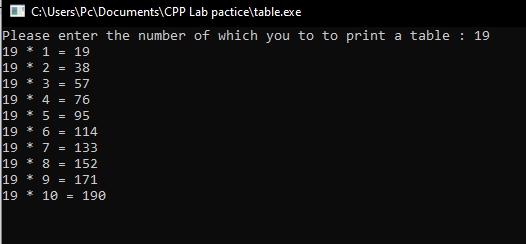 C:\Users\Pc\Documents\CPP Lab pactice\table.exe
Please enter the number of which you to to print a table : 19
19 * 1 = 19
19 * 2 = 38
19 * 3 = 57
19 * 4 = 76
19 * 5 = 95
19 * 6 = 114
19 * 7 = 133
19 * 8 = 152
19 * 9 = 171
19 * 10 = 190